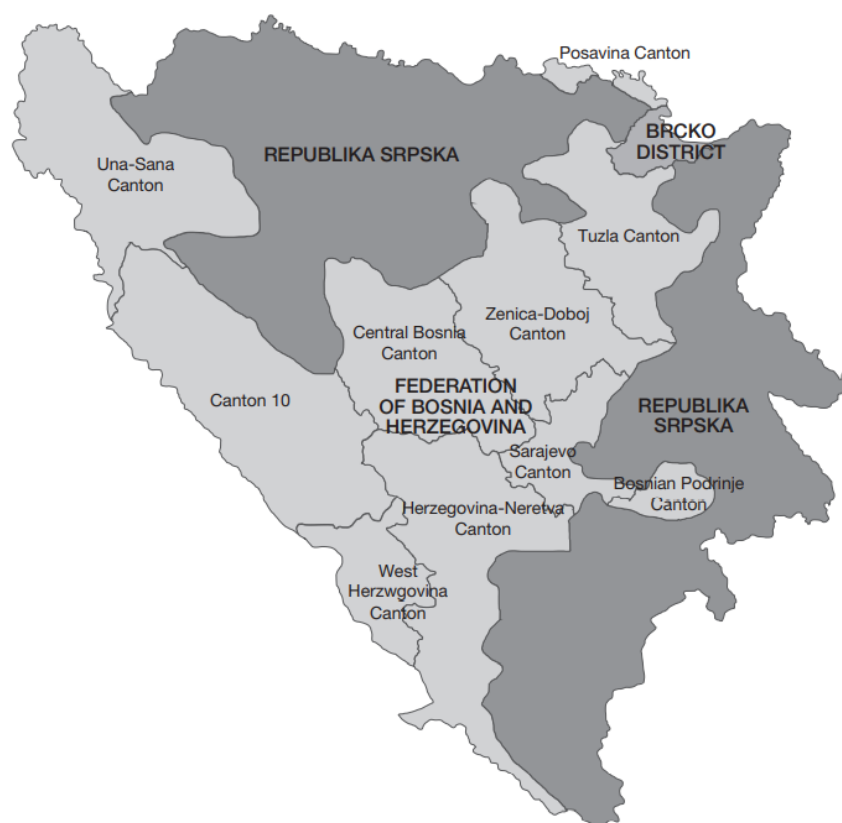 Posavina Canton
BRCKO
DISTRICT
REPUBLIKA SRPSKA
Una-Sana
Canton
Tuzla Canton
Zenica-Doboj
Canton
Central Bosnia
Canton
FEDERATION
OF BOSNIA AND
HERZEGOVINA
Canton 10
REPUBLIKA
SRPSKA
Sarajevo
Canton
Bosnian Podrinje
Canton
Herzegovina-Neretva
Canton
West
Herzwgovina
Canton